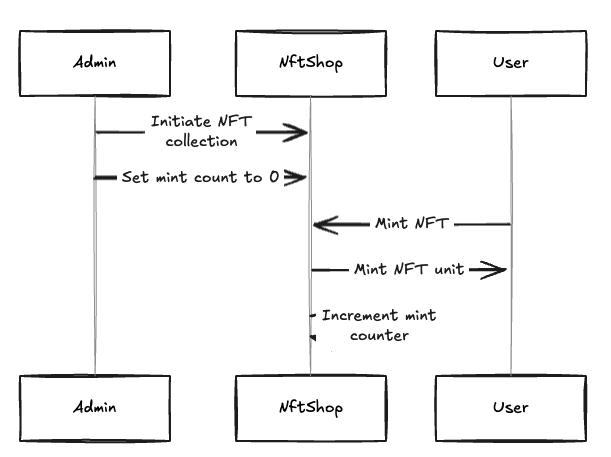 Admin
NftShop
User
Initiate NFT
collection
Set mint count to 0
Mint NFT
Mint NFT unit
Increment mint
counter
Admin
NftShop
User